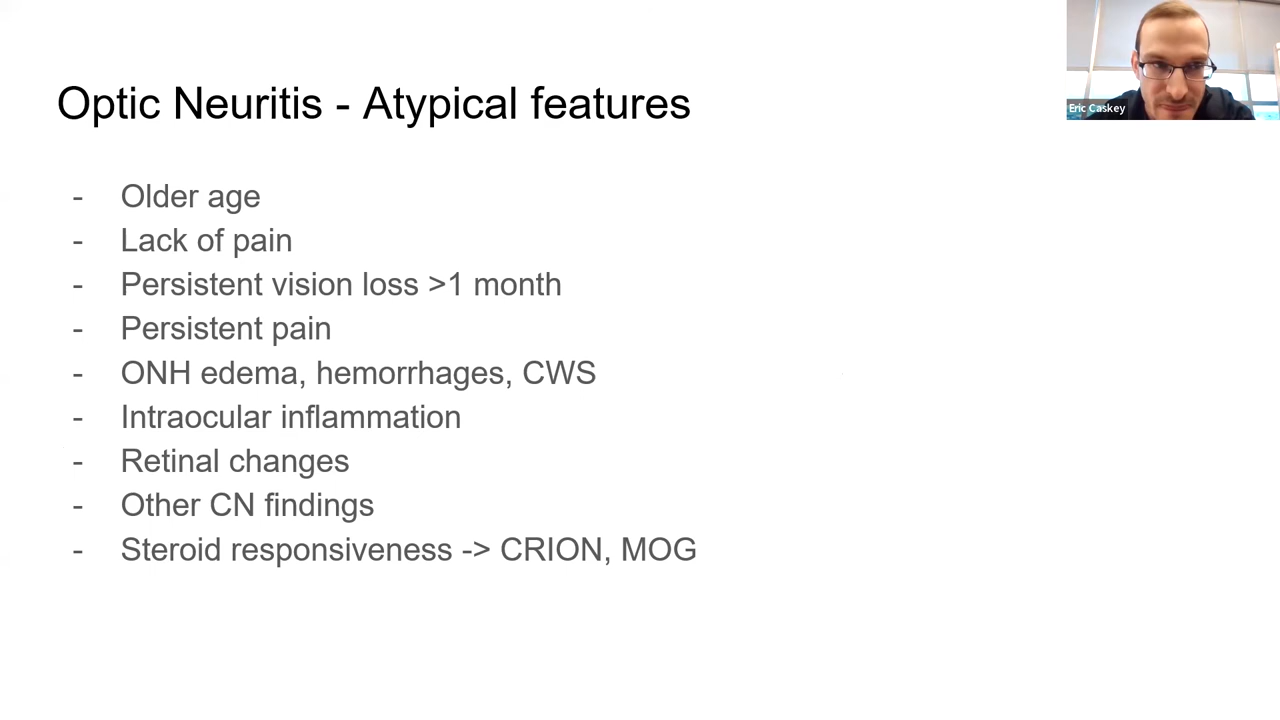 Optic Neuritis - Atypical features
Eric Caskey
- Older age
- Lack of pain
- Persistent vision loss >1 month
- Persistent pain
- ONH edema, hemorrhages, CWS
- Intraocular inflammation
- Retinal changes
- Other CN findings
- Steroid responsiveness -> CRION, MOG